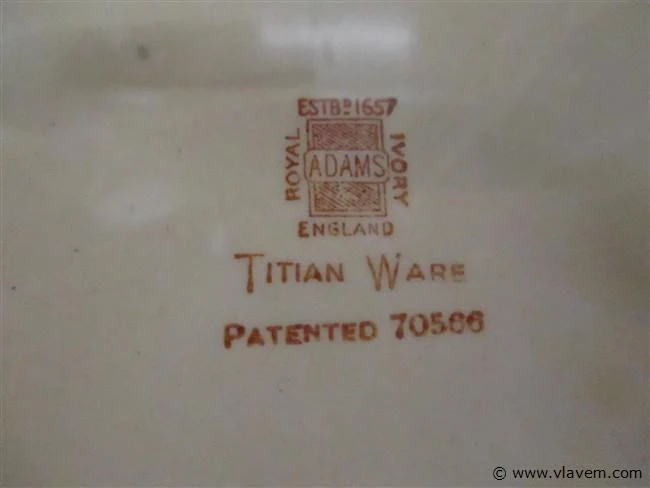 ESTBD 1657
ROYAL
ADAMS
IVORY
ENGLAND
TITIAN WARE
PATENTED 70566
© www.vlavem.com